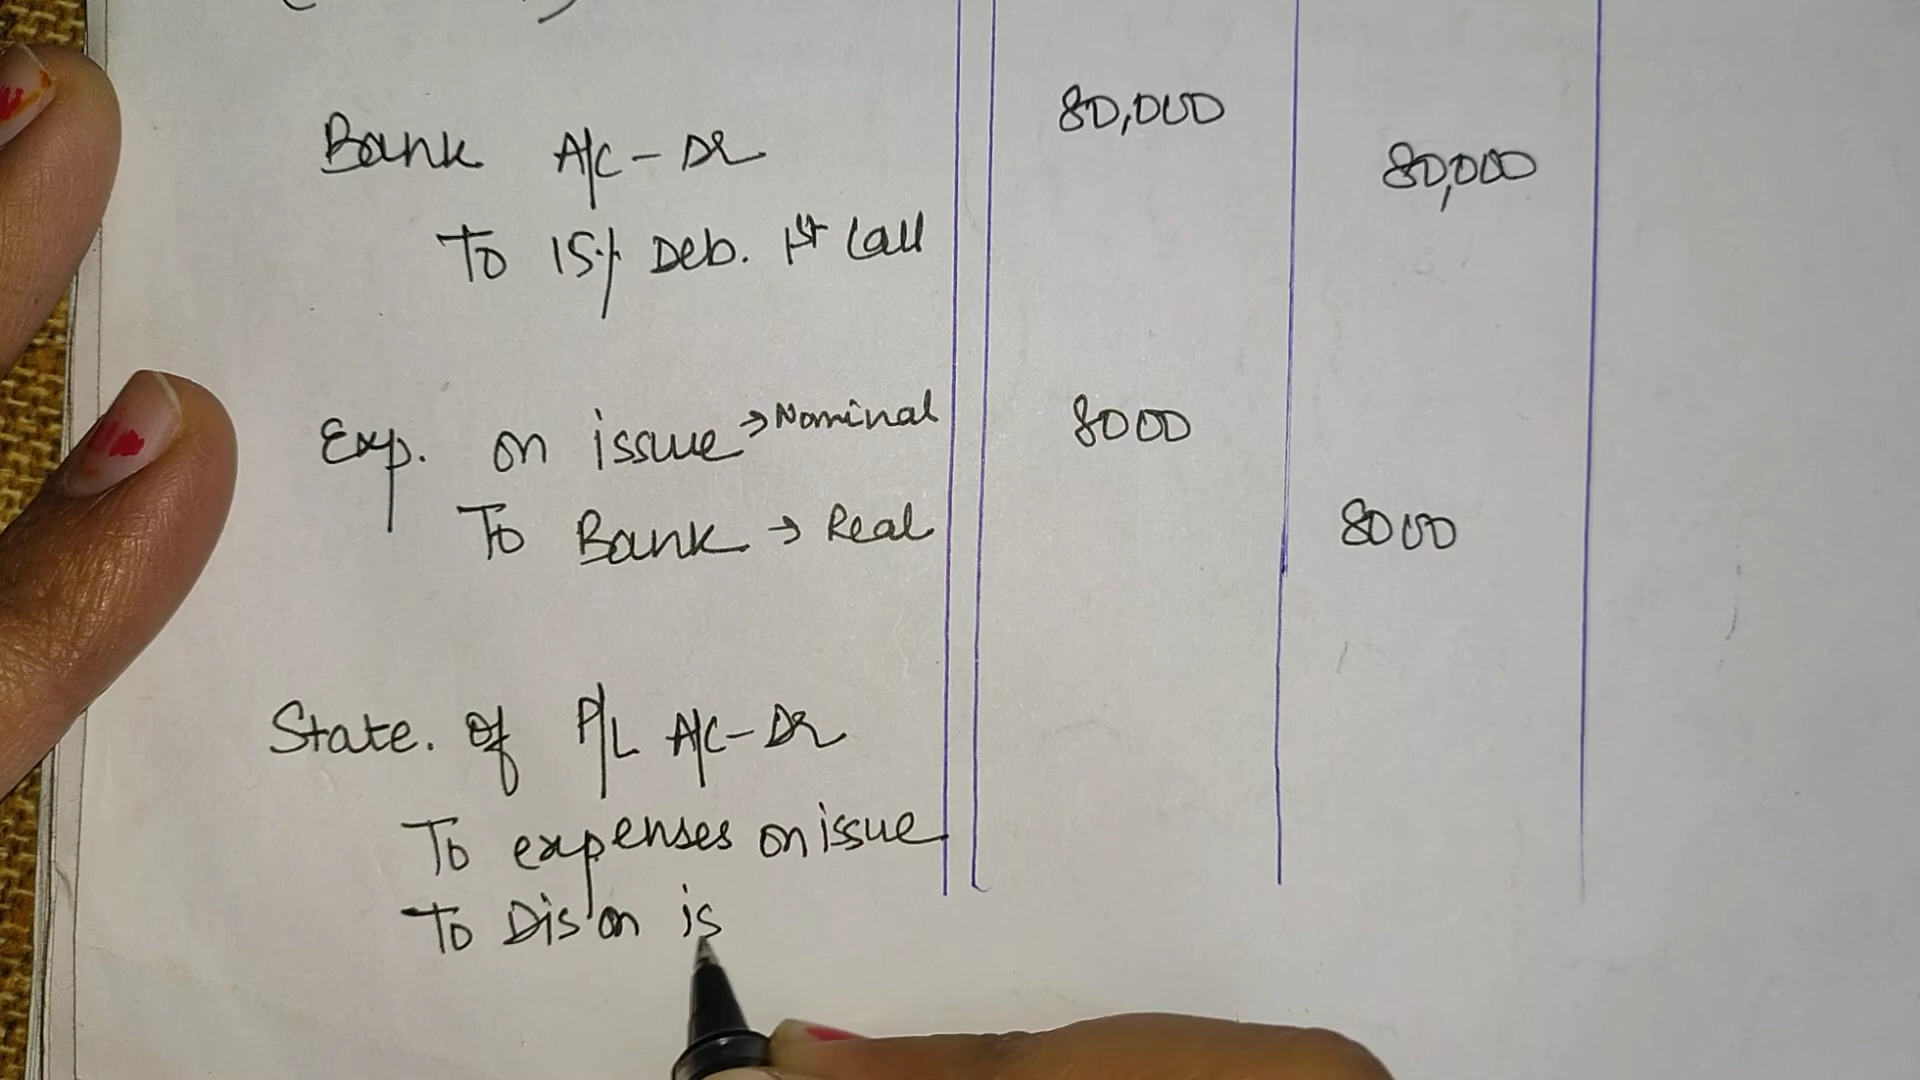 80,000
Bank A/C - Dr
80,000
To 15% Deb. 1st Call
Exp. on issue → Nominal
8000
To Bank → Real
8000
State. of P/L A/C - Dr
To expenses on issue
To Dis on is